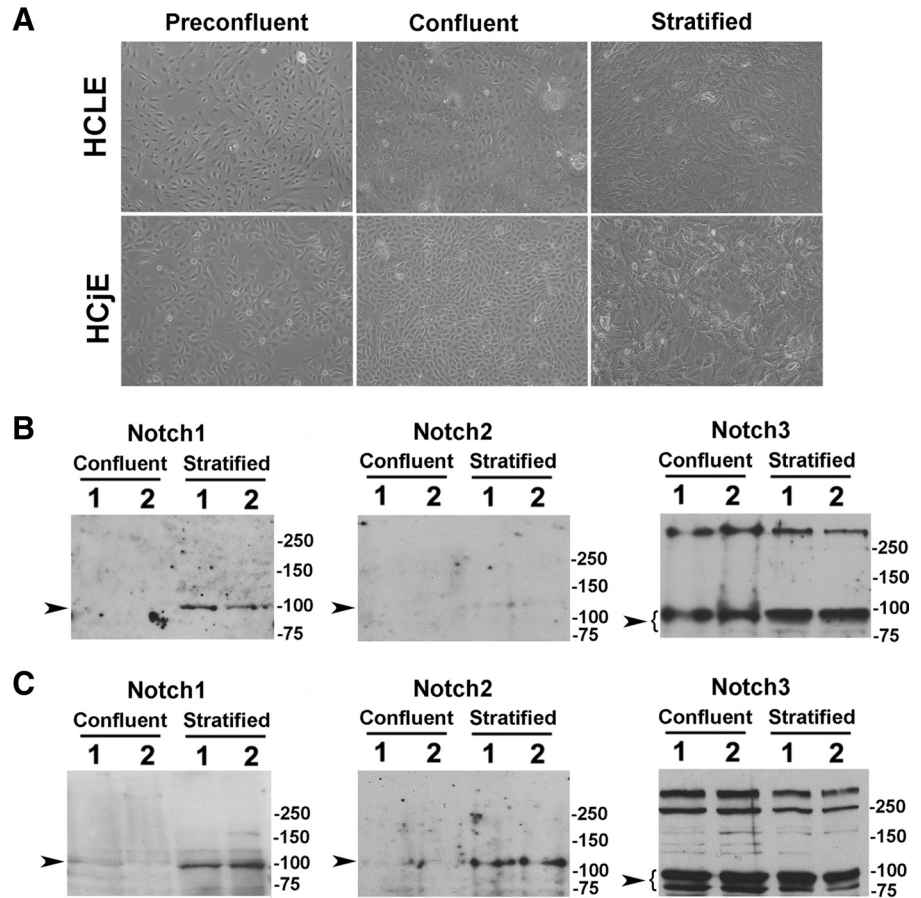 A
Preconfluent Confluent Stratified
HCLE
HCjE
B
Notch1 Notch2 Notch3
Confluent Stratified Confluent Stratified Confluent Stratified
1 2 1 2 1 2 1 2 1 2 1 2
-250
-150
-100
-75
-250
-150
-100
-75
-250
-150
-100
-75
C
Notch1 Notch2 Notch3
Confluent Stratified Confluent Stratified Confluent Stratified
1 2 1 2 1 2 1 2 1 2 1 2
-250
-150
-100
-75
-250
-150
-100
-75
-250
-150
-100
-75